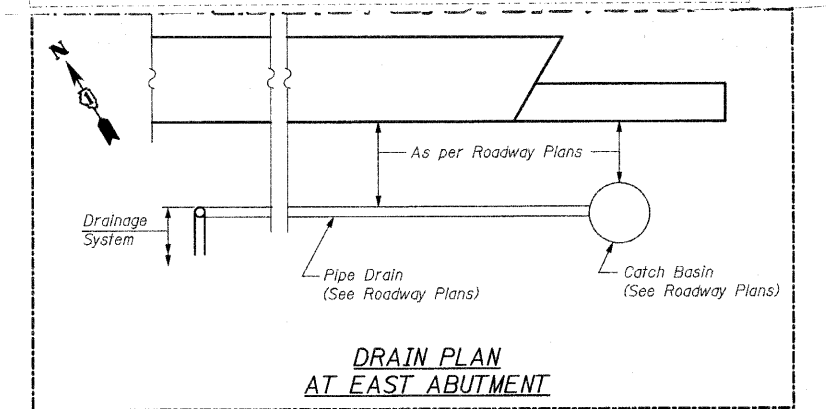 N
As per Roadway Plans
Drainage
System
Pipe Drain
(See Roadway Plans)
Catch Basin
(See Roadway Plans)
DRAIN PLAN
AT EAST ABUTMENT